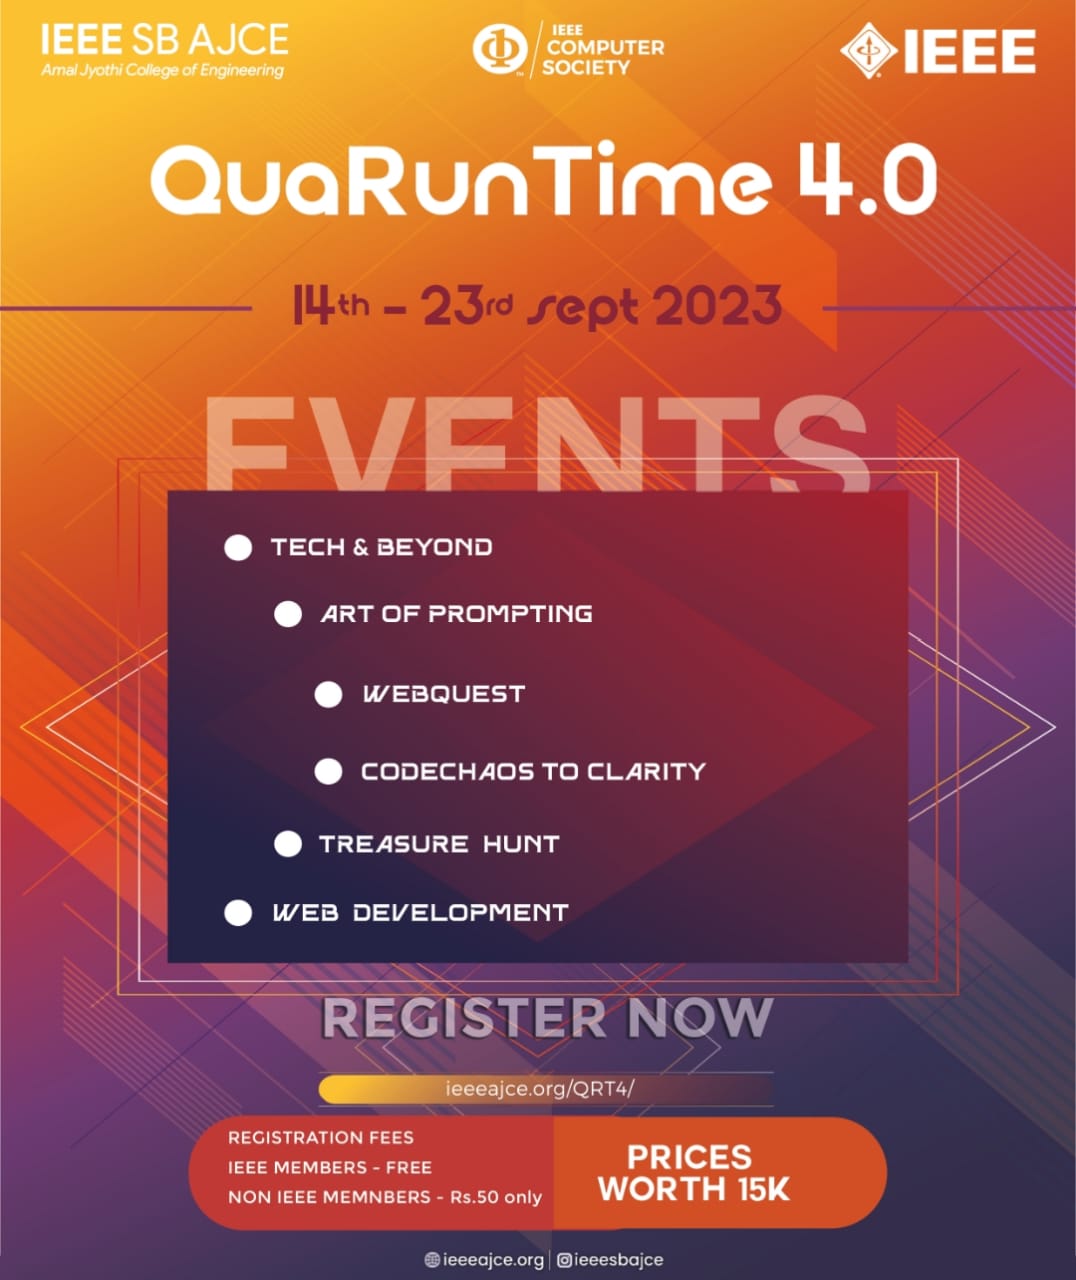 IEEE SB AJCE
Amal Jyothi College of Engineering
IEEE
COMPUTER
SOCIETY
TM
IEEE
QuaRunTime 4.0
14th - 23rd sept 2023
EVENTS
TECH & BEYOND
ART OF PROMPTING
WEBQUEST
CODECHAOS TO CLARITY
TREASURE HUNT
WEB DEVELOPMENT
REGISTER NOW
ieeeajce.org/QRT4/
REGISTRATION FEES
IEEE MEMBERS - FREE
NON IEEE MEMNBERS - Rs.50 only
PRICES
WORTH 15K
ieeeajce.org | ieeesbajce